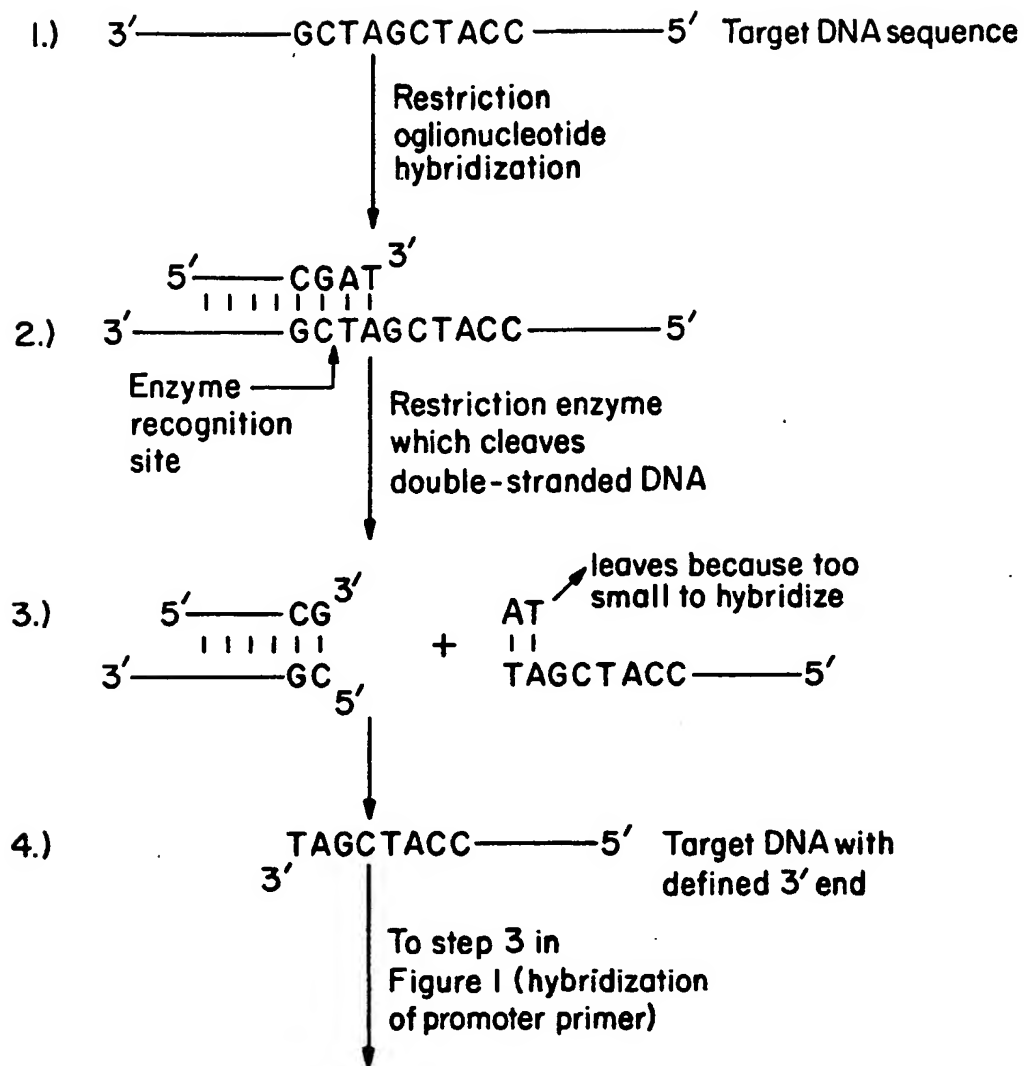 1.) 3′ GCTAGCTACC 5′ Target DNA sequence
Restriction
oglionucleotide
hybridization
5′ CGAT 3′
2.) 3′ GCTAGCTACC 5′
Enzyme
recognition
site
Restriction enzyme
which cleaves
double-stranded DNA
leaves because too
small to hybridize
3.) 5′ CG 3′ + AT
3′ GC 5′ TAGCTACC 5′
4.) 3′ TAGCTACC 5′ Target DNA with
defined 3′ end
To step 3 in
Figure 1 (hybridization
of promoter primer)